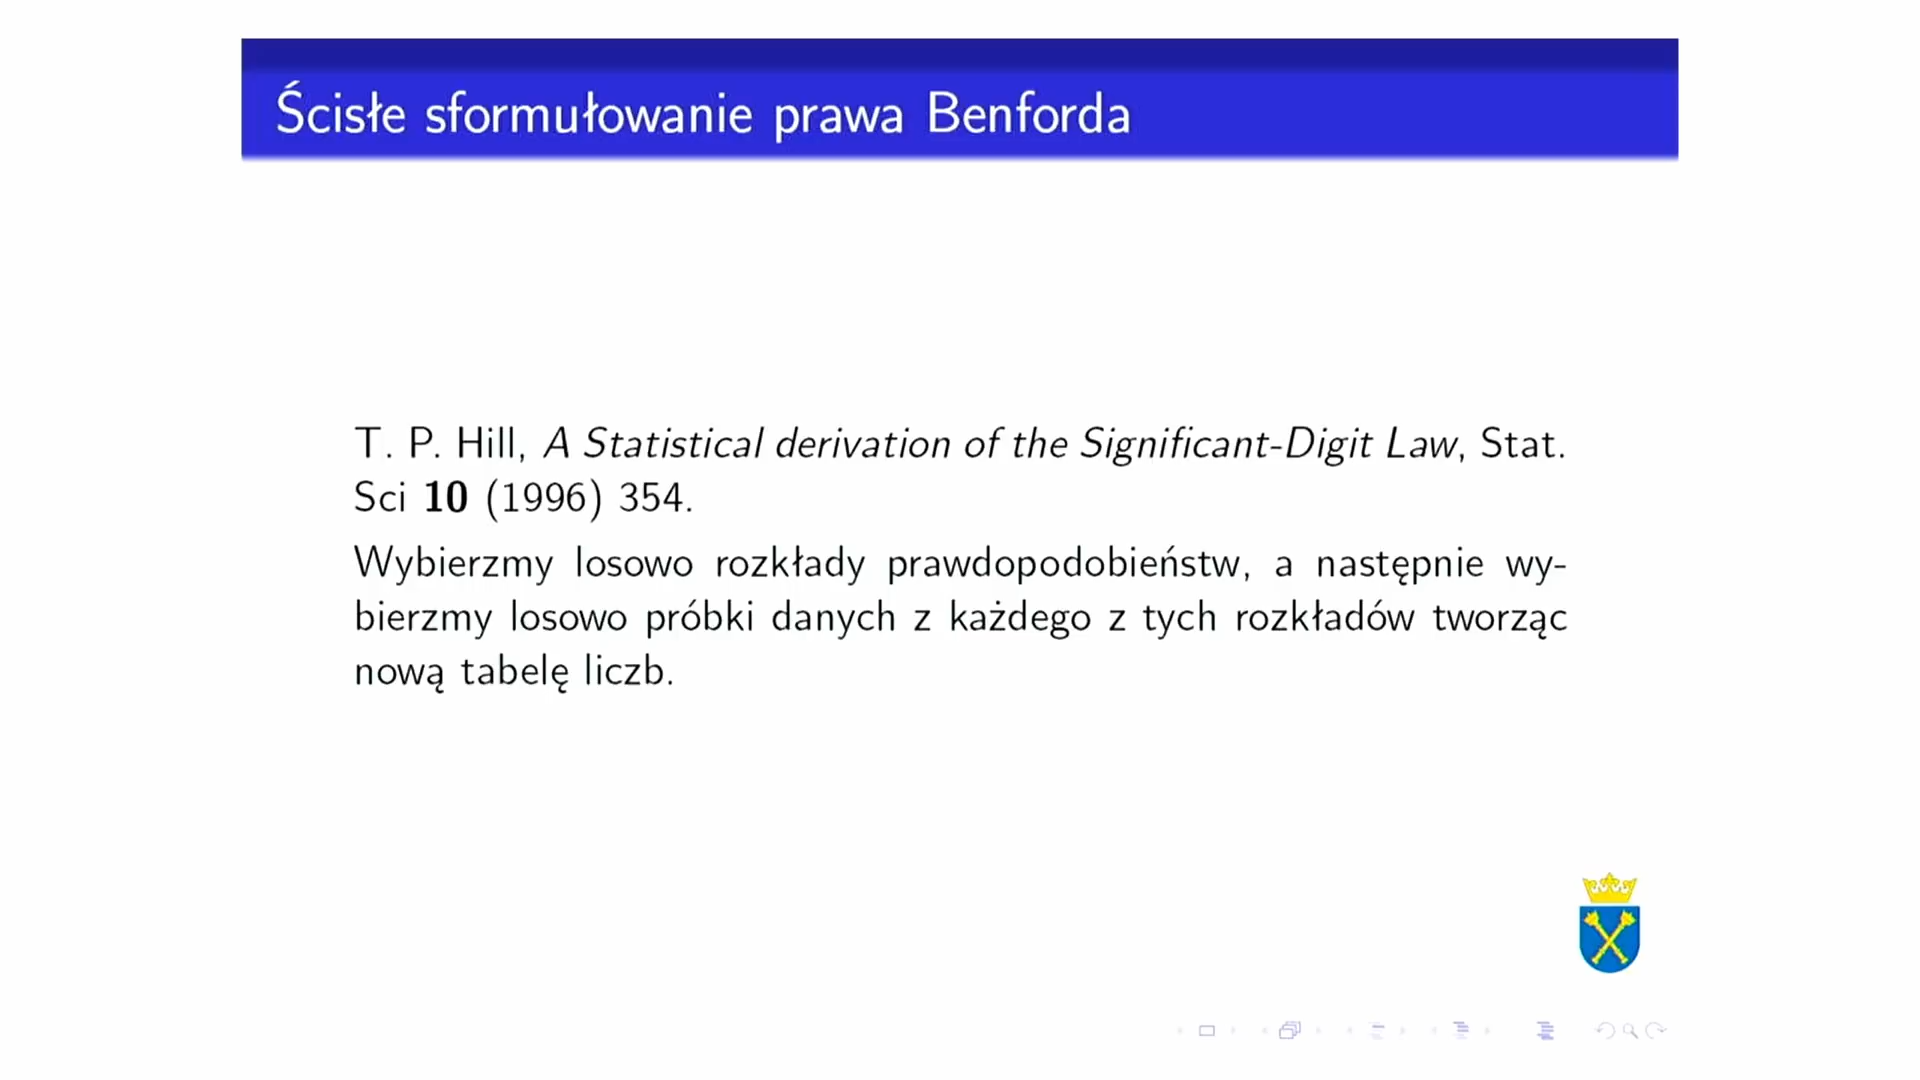 Ścisłe sformułowanie prawa Benforda
T. P. Hill, A Statistical derivation of the Significant-Digit Law, Stat.
Sci 10 (1996) 354.
Wybierzmy losowo rozkłady prawdopodobieństw, a następnie wy-
bierzmy losowo próbki danych z każdego z tych rozkładów tworząc
nową tabelę liczb.